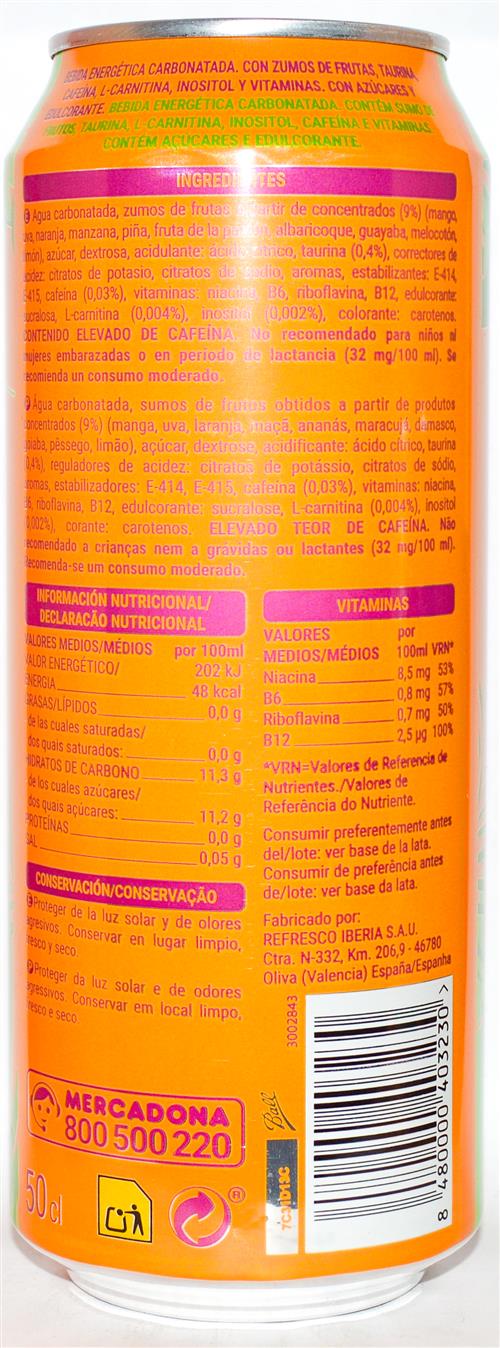 BEBIDA ENERGÉTICA CARBONATADA. CON ZUMOS DE FRUTAS, TAURINA,
CAFEÍNA, L-CARNITINA, INOSITOL Y VITAMINAS. CON AZÚCARES Y
EDULCORANTE. BEBIDA ENERGÉTICA CARBONATADA. CONTÉM SUMO DE
FRUTOS, TAURINA, L-CARNITINA, INOSITOL, CAFEÍNA E VITAMINAS.
CONTÉM AÇÚCARES E EDULCORANTE.
INGREDIENTES
Agua carbonatada, zumos de frutas a partir de concentrados (9%) (mango,
uva, naranja, manzana, piña, fruta de la pasión, albaricoque, guayaba, melocotón,
limón), azúcar, dextrosa, acidulante: ácido cítrico, taurina (0,4%), correctores de
acidez: citratos de potasio, citratos de sodio, aromas, estabilizantes: E-414,
E-415, cafeína (0,03%), vitaminas: niacina, B6, riboflavina, B12, edulcorante:
sucralosa, L-carnitina (0,004%), inositol (0,002%), colorante: carotenos.
CONTENIDO ELEVADO DE CAFEÍNA. No recomendado para niños ni
mujeres embarazadas o en periodo de lactancia (32 mg/100 ml). Se
recomienda un consumo moderado.
P Água carbonatada, sumos de frutos obtidos a partir de produtos
concentrados (9%) (manga, uva, laranja, maçã, ananás, maracujá, damasco,
goiaba, pêssego, limão), açúcar, dextrose, acidificante: ácido cítrico, taurina
(0,4%), reguladores de acidez: citratos de potássio, citratos de sódio,
aromas, estabilizadores: E-414, E-415, cafeína (0,03%), vitaminas: niacina,
B6, riboflavina, B12, edulcorante: sucralose, L-carnitina (0,004%), inositol
(0,002%), corante: carotenos. ELEVADO TEOR DE CAFEÍNA. Não
recomendado a crianças nem a grávidas ou lactantes (32 mg/100 ml).
Recomenda-se um consumo moderado.
INFORMACIÓN NUTRICIONAL/
DECLARAÇÃO NUTRICIONAL
VALORES MEDIOS/MÉDIOS por 100ml
VALOR ENERGÉTICO/ 202 kJ
ENERGIA 48 kcal
GRASAS/LÍPIDOS 0,0 g
de las cuales saturadas/
dos quais saturados: 0,0 g
HIDRATOS DE CARBONO 11,3 g
de los cuales azúcares/
dos quais açúcares: 11,2 g
PROTEÍNAS 0,0 g
SAL 0,05 g
VITAMINAS
VALORES por
MEDIOS/MÉDIOS 100ml VRN*
Niacina 8,5 mg 53%
B6 0,8 mg 57%
Riboflavina 0,7 mg 50%
B12 2,5 µg 100%
*VRN=Valores de Referencia de
Nutrientes./Valores de
Referência do Nutriente.
Consumir preferentemente antes
del/lote: ver base de la lata.
Consumir de preferência antes
de/lote: ver base da lata.
Fabricado por:
REFRESCO IBERIA S.A.U.
Ctra. N-332, Km. 206,9 - 46780
Oliva (Valencia) España/Espanha
CONSERVACIÓN/CONSERVAÇÃO
E Proteger de la luz solar y de olores
agresivos. Conservar en lugar limpio,
fresco y seco.
P Proteger da luz solar e de odores
agressivos. Conservar em local limpo,
fresco e seco.
MERCADONA
800 500 220
50 cl
®
3002843
Ball
8 480000 403230 >